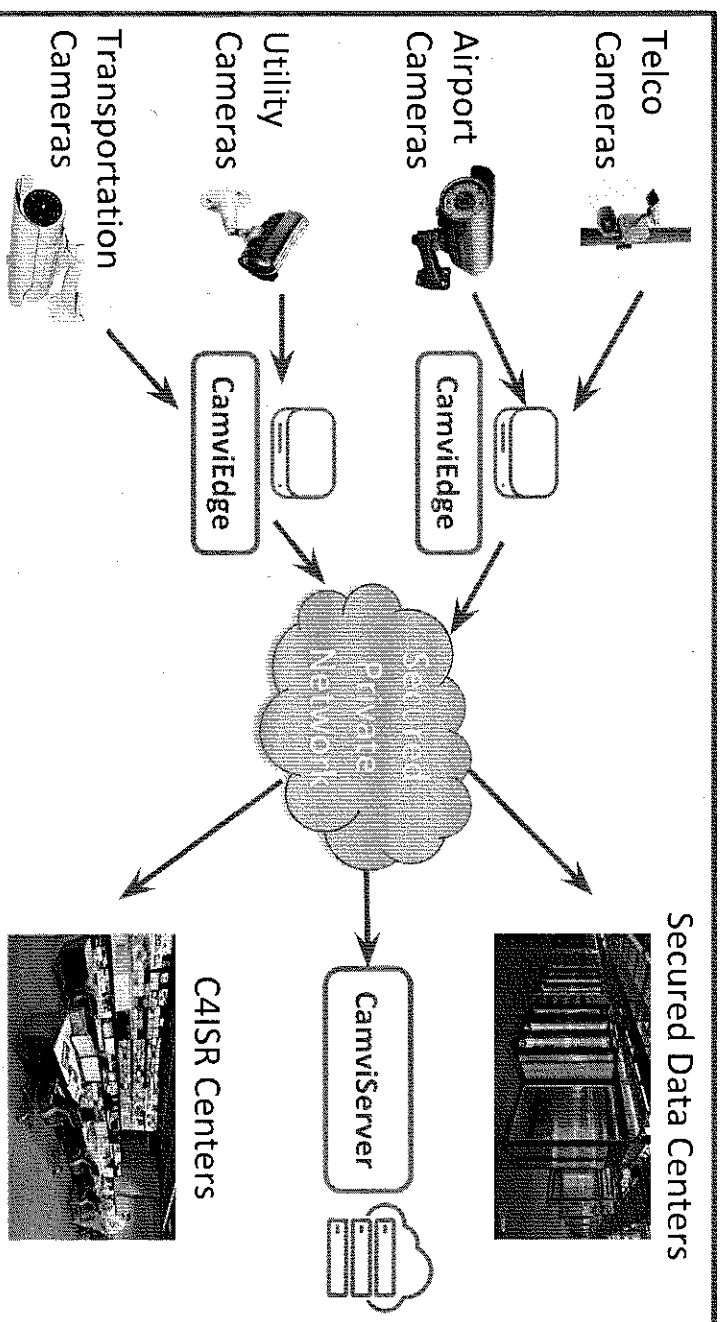 Telco
Cameras
Airport
Cameras
Utility
Cameras
Transportation
Cameras
CamviEdge
CamviEdge
Secured
Private
Network
Secured Data Centers
CamviServer
C4ISR Centers